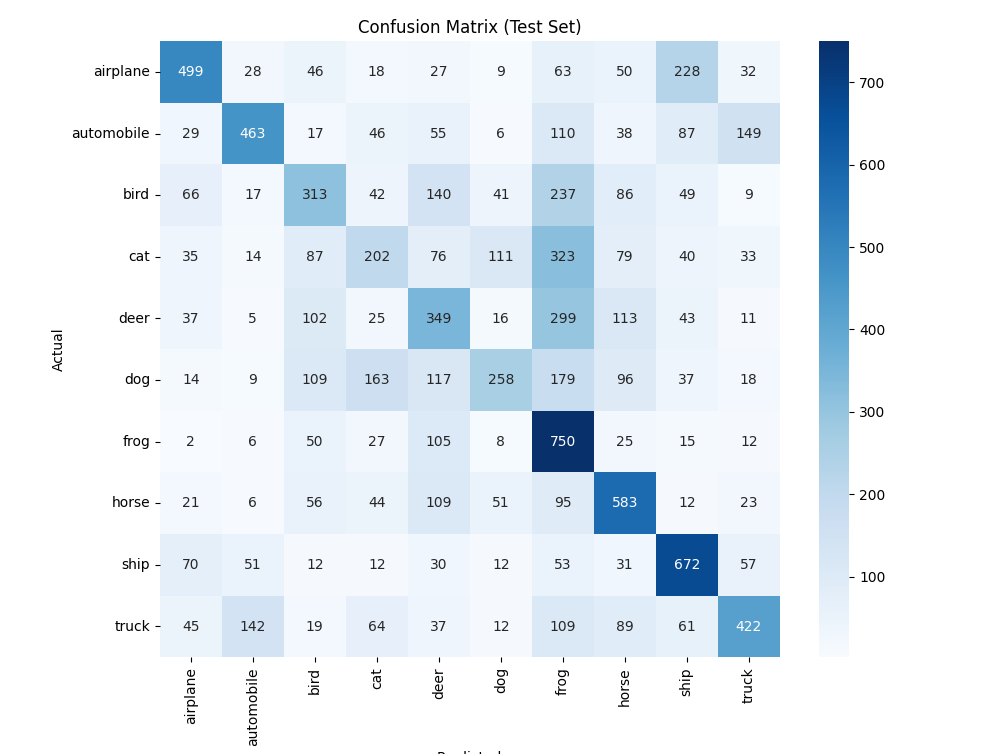 Confusion Matrix (Test Set)
airplane 499 28 46 18 27 9 63 50 228 32
automobile 29 463 17 46 55 6 110 38 87 149
bird 66 17 313 42 140 41 237 86 49 9
cat 35 14 87 202 76 111 323 79 40 33
deer 37 5 102 25 349 16 299 113 43 11
dog 14 9 109 163 117 258 179 96 37 18
frog 2 6 50 27 105 8 750 25 15 12
horse 21 6 56 44 109 51 95 583 12 23
ship 70 51 12 12 30 12 53 31 672 57
truck 45 142 19 64 37 12 109 89 61 422
Actual
airplane automobile bird cat deer dog frog horse ship truck
700
600
500
400
300
200
100